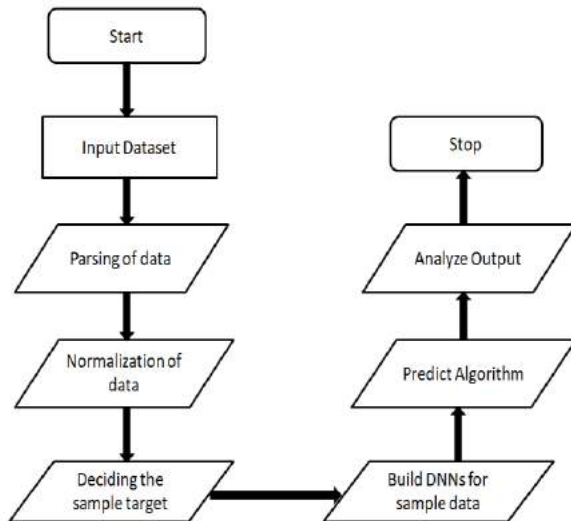 Start
Input Dataset
Parsing of data
Normalization of
data
Deciding the
sample target
Build DNNs for
sample data
Predict Algorithm
Analyze Output
Stop